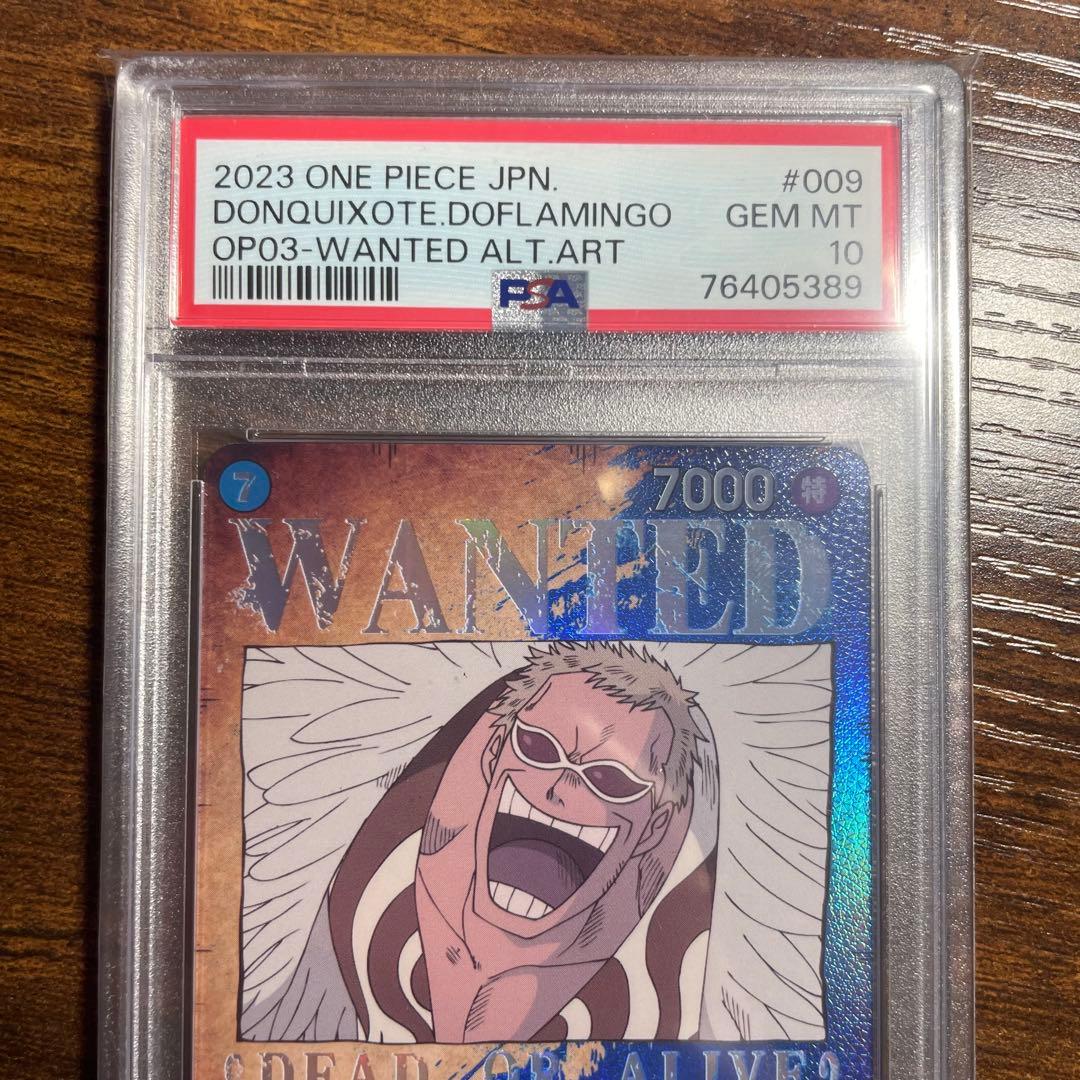 2023 ONE PIECE JPN. #009
DONQUIXOTE.DOFLAMINGO GEM MT
OP03-WANTED ALT.ART 10
PSA 76405389
7 7000 特
WANTED
DEAD OR ALIVE